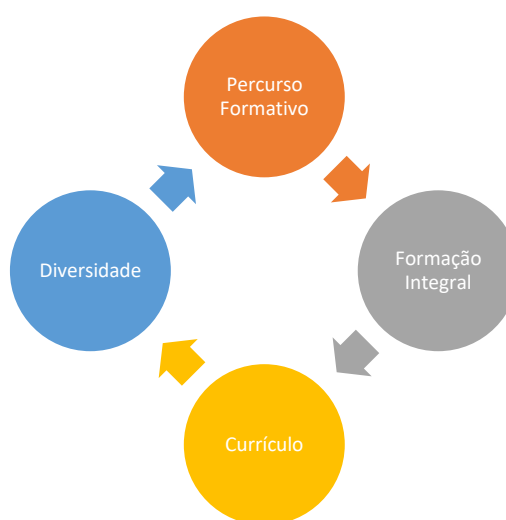 Percurso
Formativo
Diversidade
Formação
Integral
Currículo